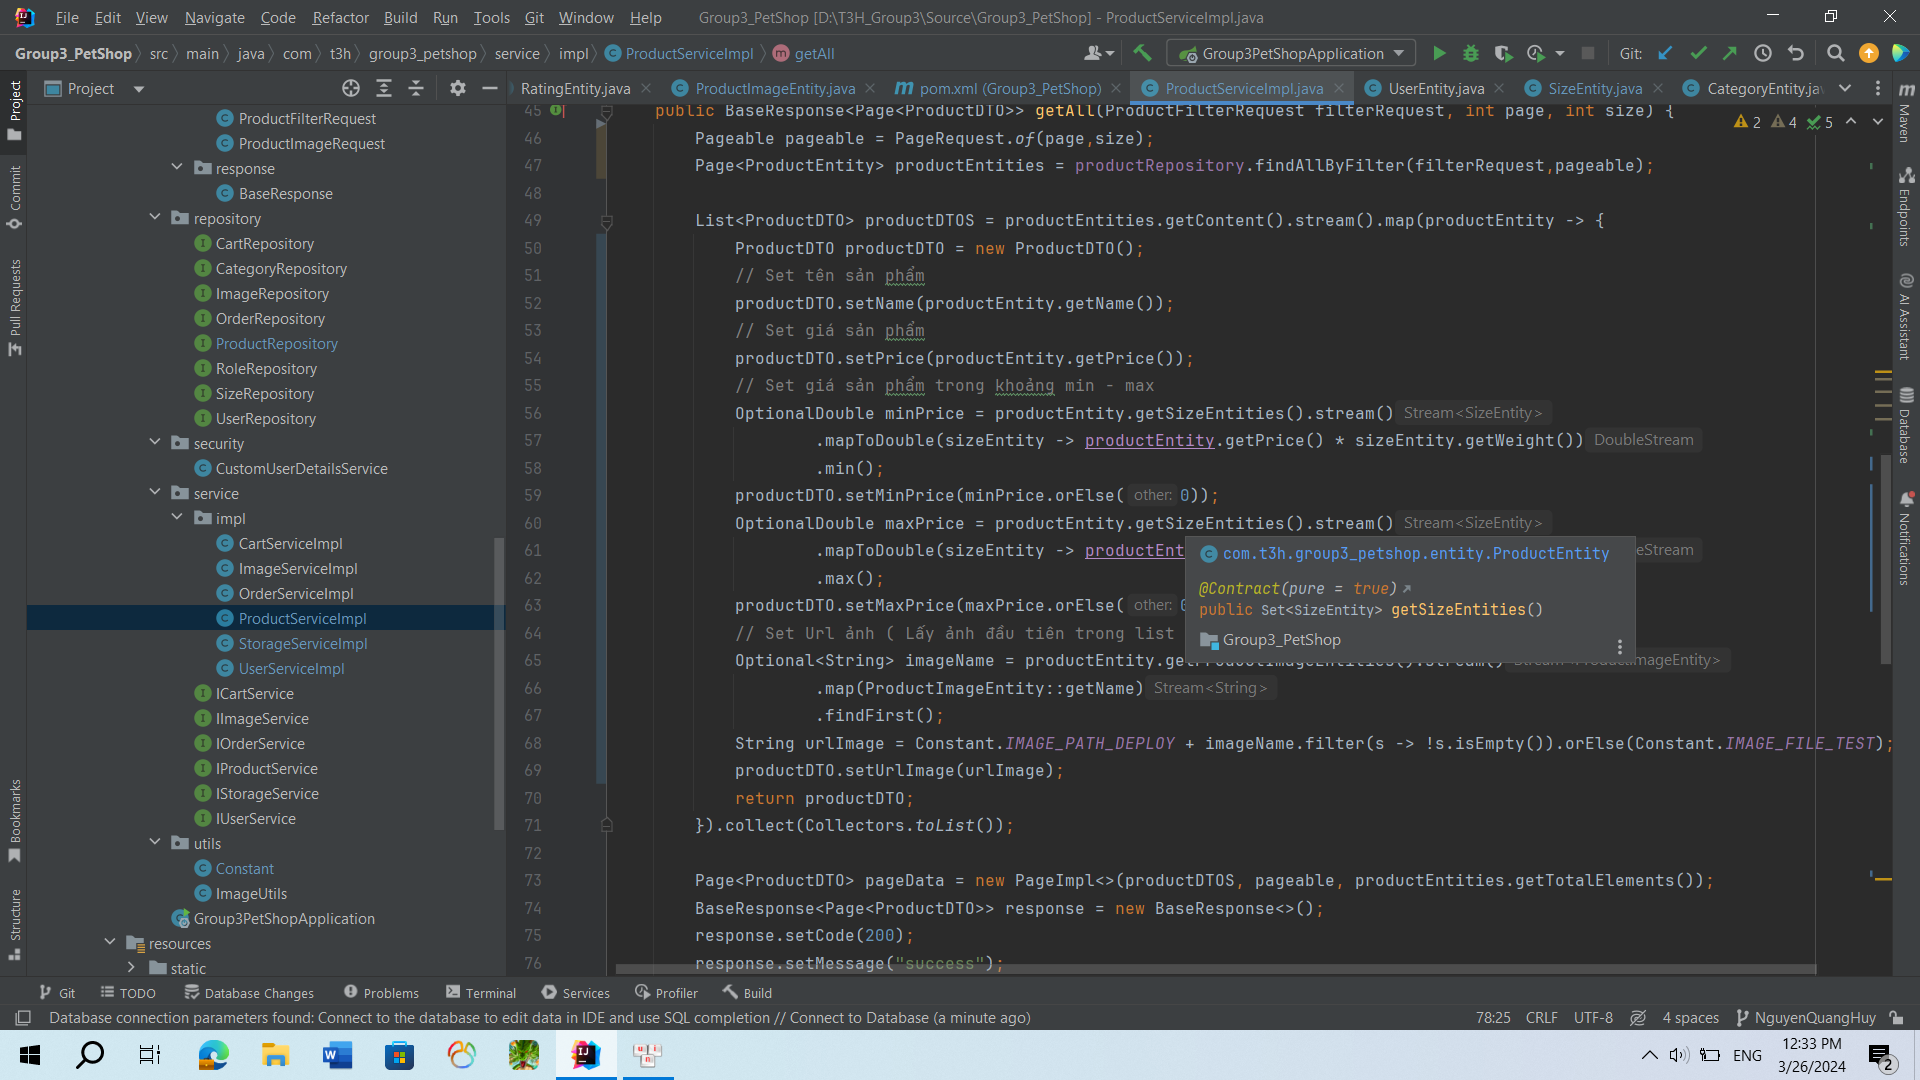 File Edit View Navigate Code Refactor Build Run Tools Git Window Help Group3_PetShop [D:\T3H_Group3\Source\Group3_PetShop] - ProductServiceImpl.java
Group3_PetShop src main java com t3h group3_petshop service impl ProductServiceImpl getAll Group3PetShopApplication Git:
Project
RatingEntity.java ProductImageEntity.java pom.xml (Group3_PetShop) ProductServiceImpl.java UserEntity.java SizeEntity.java CategoryEntity.ja
Project
Commit
Pull Requests
Bookmarks
Structure
ProductFilterRequest
ProductImageRequest
response
BaseResponse
repository
CartRepository
CategoryRepository
ImageRepository
OrderRepository
ProductRepository
RoleRepository
SizeRepository
UserRepository
security
CustomUserDetailsService
service
impl
CartServiceImpl
ImageServiceImpl
OrderServiceImpl
ProductServiceImpl
StorageServiceImpl
UserServiceImpl
ICartService
IImageService
IOrderService
IProductService
IStorageService
IUserService
utils
Constant
ImageUtils
Group3PetShopApplication
resources
static
2 4 5
45 public BaseResponse<Page<ProductDTO>> getAll(ProductFilterRequest filterRequest, int page, int size) {
46 Pageable pageable = PageRequest.of(page,size);
47 Page<ProductEntity> productEntities = productRepository.findAllByFilter(filterRequest,pageable);
48
49 List<ProductDTO> productDTOS = productEntities.getContent().stream().map(productEntity -> {
50 ProductDTO productDTO = new ProductDTO();
51 // Set tên sản phẩm
52 productDTO.setName(productEntity.getName());
53 // Set giá sản phẩm
54 productDTO.setPrice(productEntity.getPrice());
55 // Set giá sản phẩm trong khoảng min - max
56 OptionalDouble minPrice = productEntity.getSizeEntities().stream() Stream<SizeEntity>
57 .mapToDouble(sizeEntity -> productEntity.getPrice() * sizeEntity.getWeight()) DoubleStream
58 .min();
59 productDTO.setMinPrice(minPrice.orElse( other: 0));
60 OptionalDouble maxPrice = productEntity.getSizeEntities().stream() Stream<SizeEntity>
61 .mapToDouble(sizeEntity -> productEnt
62 .max();
63 productDTO.setMaxPrice(maxPrice.orElse( other:
64 // Set Url ảnh ( Lấy ảnh đầu tiên trong list
65 Optional<String> imageName = productEntity.getProductImageEntities().stream() Stream<ProductImageEntity>
66 .map(ProductImageEntity::getName) Stream<String>
67 .findFirst();
68 String urlImage = Constant.IMAGE_PATH_DEPLOY + imageName.filter(s -> !s.isEmpty()).orElse(Constant.IMAGE_FILE_TEST);
69 productDTO.setUrlImage(urlImage);
70 return productDTO;
71 }).collect(Collectors.toList());
72
73 Page<ProductDTO> pageData = new PageImpl<>(productDTOS, pageable, productEntities.getTotalElements());
74 BaseResponse<Page<ProductDTO>> response = new BaseResponse<>();
75 response.setCode(200);
76 response.setMessage("success");
com.t3h.group3_petshop.entity.ProductEntity
@Contract(pure = true)
public Set<SizeEntity> getSizeEntities()
Group3_PetShop
eStream
Maven
Endpoints
AI Assistant
Database
Notifications
Git TODO Database Changes Problems Terminal Services Profiler Build
Database connection parameters found: Connect to the database to edit data in IDE and use SQL completion // Connect to Database (a minute ago) 78:25 CRLF UTF-8 4 spaces NguyenQuangHuy
ENG 12:33 PM
3/26/2024 2